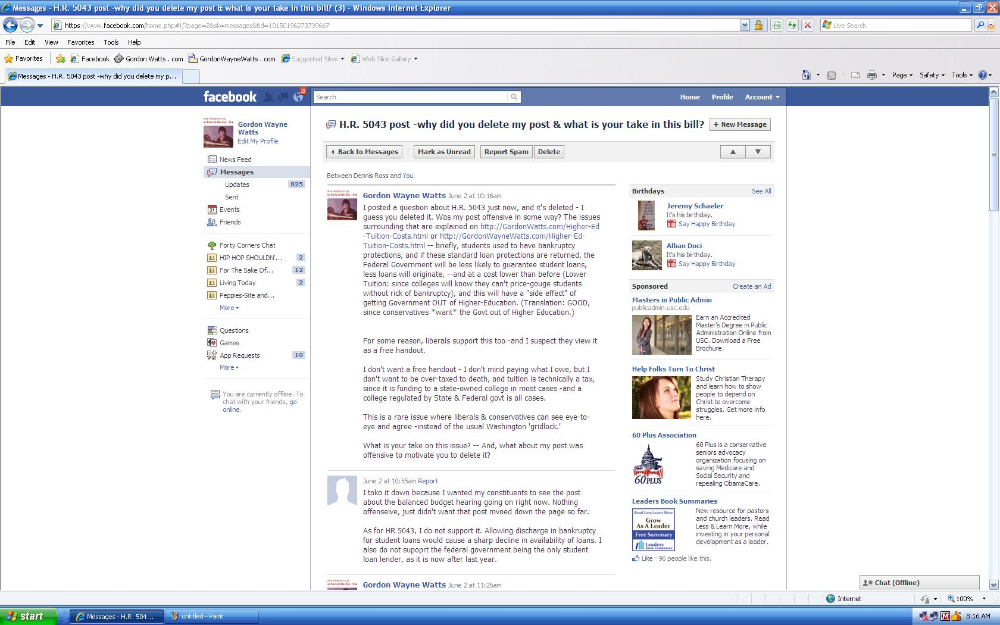 Messages - H.R. 5043 post -why did you delete my post & what is your take in this bill? (3) - Windows Internet Explorer
https://www.facebook.com/home.php#!/?page=2&sk=messages&tid=10150196273739667
Live Search
File Edit View Favorites Tools Help
Favorites Facebook Gordon Watts . com GordonWayneWatts . com Suggested Sites Web Slice Gallery
Messages - H.R. 5043 post -why did you delete my p...
Page Safety Tools
facebook 3 Search Home Profile Account
Gordon Wayne
Watts
Edit My Profile
News Feed
Messages
Updates 825
Sent
31 Events
Friends
Forty Corners Chat
HIP HOP SHOULDN'... 2
For The Sake Of... 12
Living Today 2
Peppies-Site and...
More
Questions
Games
App Requests 10
More
You are currently offline. To
chat with your friends, go
online.
H.R. 5043 post -why did you delete my post & what is your take in this bill?
+ New Message
Back to Messages Mark as Unread Report Spam Delete
Between Dennis Ross and You
Gordon Wayne Watts June 2 at 10:16am
I posted a question about H.R. 5043 just now, and it's deleted - I
guess you deleted it. Was my post offensive in some way? The issues
surrounding that are explained on http://GordonWatts.com/Higher-Ed
-Tuition-Costs.html or http://GordonWayneWatts.com/Higher-Ed-
Tuition-Costs.html -- briefly, students used to have bankruptcy
protections, and if these standard loan protections are returned, the
Federal Government will be less likely to guarantee student loans,
less loans will originate, --and at a cost lower than before (Lower
Tuition: since colleges will know they can't price-gouge students
without rick of bankruptcy), and this will have a "side effect" of
getting Government OUT of Higher-Education. (Translation: GOOD,
since conservatives *want* the Govt out of Higher Education.)
For some reason, liberals support this too -and I suspect they view it
as a free handout.
I don't want a free handout - I don't mind paying what I owe, but I
don't want to be over-taxed to death, and tuition is technically a tax,
since it is funding to a state-owned college in most cases -and a
college regulated by State & Federal govt is all cases.
This is a rare issue where liberals & conservatives can see eye-to-
eye and agree -instead of the usual Washington 'gridlock.'
What is your take on this issue? -- And, what about my post was
offensive to motivate you to delete it?
June 2 at 10:55am Report
I toko it down because I wanted my constituents to see the post
about the balanced budget hearing going on right now. Nothing
offenseive, just didn't want that post mvoed down the page so far.
As for HR 5043, I do not support it. Allowing discharge in bankruptcy
for student loans would cause a sharp decline in availability of loans. I
also do not supoprt the federal government being the only student
loan lender, as it is now after last year.
Gordon Wayne Watts June 2 at 11:26am
Birthdays See All
Jeremy Schaeler
It's his birthday.
Say Happy Birthday
Alban Doci
It's his birthday.
Say Happy Birthday
Sponsored Create an Ad
Masters in Public Admin
publicadmin.usc.edu
Earn an Accredited
Master's Degree in Public
Administration Online from
USC. Download a Free
Brochure.
Help Folks Turn To Christ
Study Christian Therapy
and learn how to show
people to depend on
Christ to overcome
struggles. Get more info
here.
60 Plus Association
60 PLUS
60 Plus is a conservative
seniors advocacy
organization focusing on
saving Medicare and
Social Security and
repealing ObamaCare.
Leaders Book Summaries
Read Less Learn More
Grow
As A Leader
Free Summary
Leaders
BOOK SUMMARIES
New resource for pastors
and church leaders. Read
Less & Learn More, while
investing in your personal
development as a leader.
Like · 96 people like this.
Chat (Offline)
Internet 100%
start Messages - H.R. 504... untitled - Paint 8:16 AM